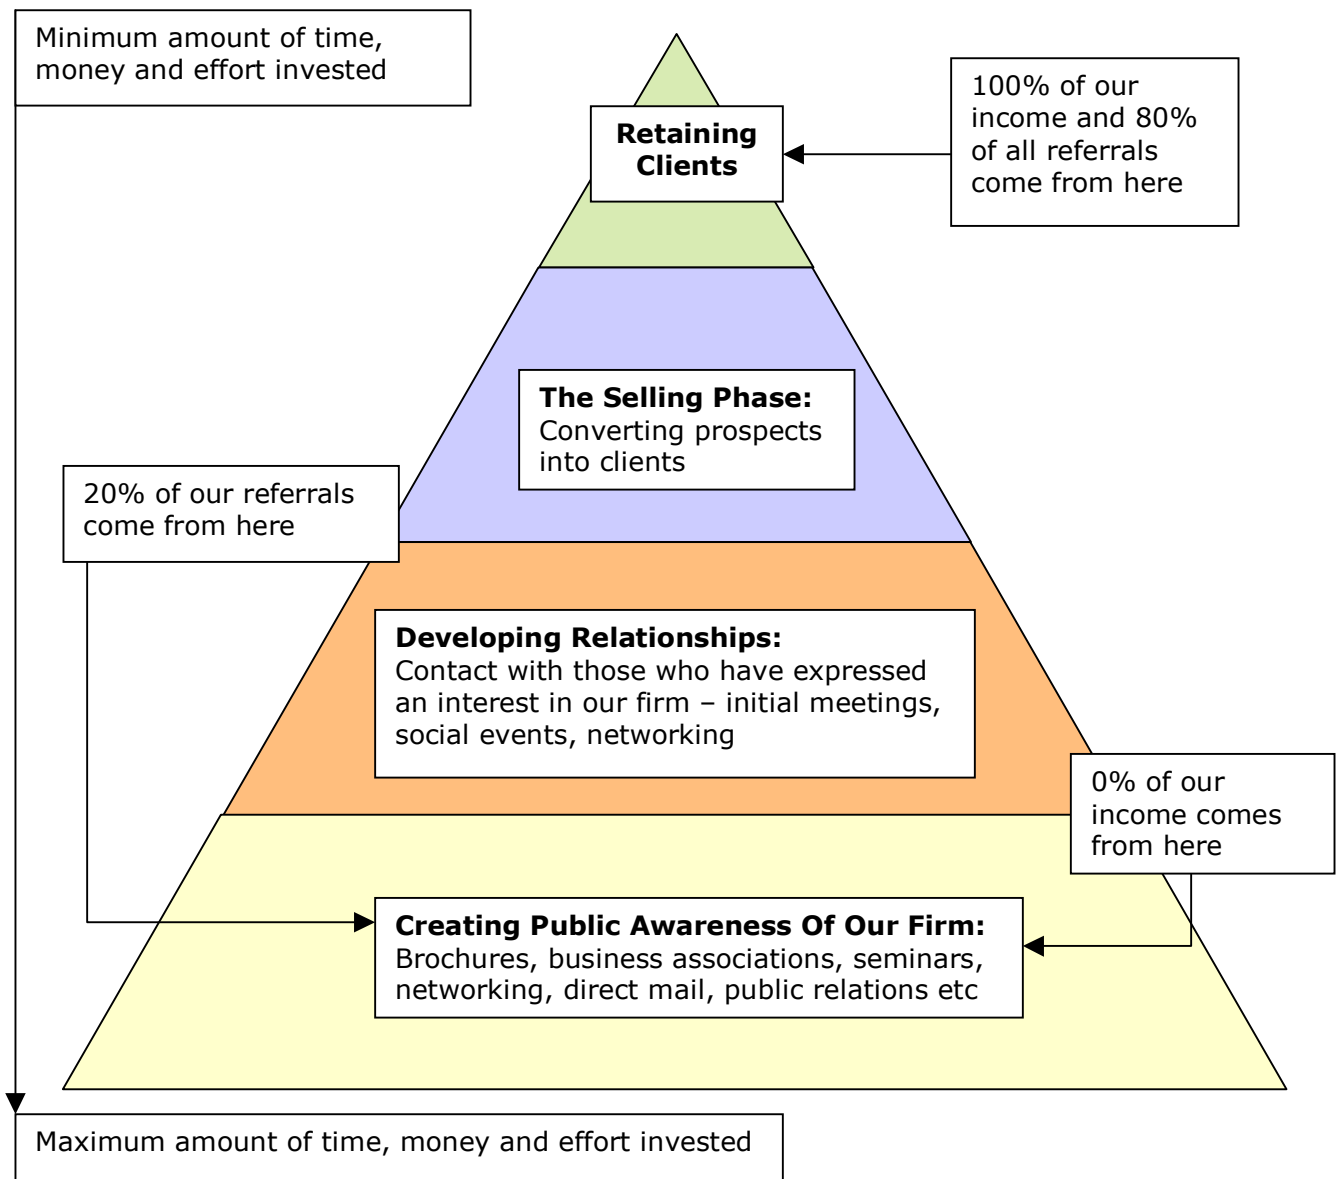 Minimum amount of time,
money and effort invested
100% of our
income and 80%
of all referrals
come from here
Retaining
Clients
The Selling Phase:
Converting prospects
into clients
20% of our referrals
come from here
Developing Relationships:
Contact with those who have expressed
an interest in our firm – initial meetings,
social events, networking
0% of our
income comes
from here
Creating Public Awareness Of Our Firm:
Brochures, business associations, seminars,
networking, direct mail, public relations etc
Maximum amount of time, money and effort invested